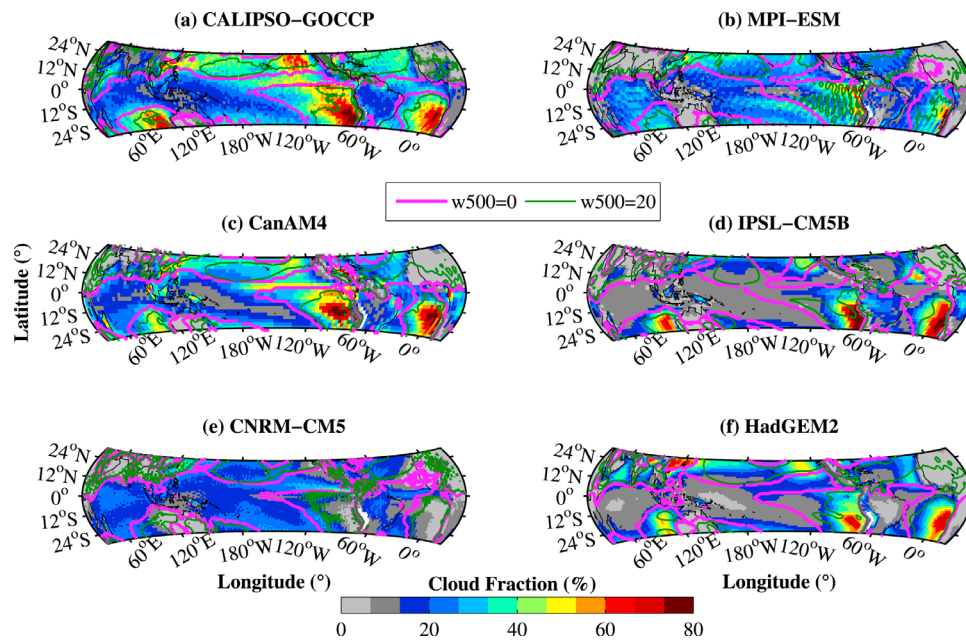 (a) CALIPSO−GOCCP
(b) MPI−ESM
24°N
12°N
0°
12°S
24°S
60°E
120°E
180°W
120°W
60°W
0°
24°N
12°N
0°
12°S
24°S
60°E
120°E
180°W
120°W
60°W
0°
w500=0
w500=20
(c) CanAM4
(d) IPSL−CM5B
Latitude (°)
24°N
12°N
0°
12°S
24°S
60°E
120°E
180°W
120°W
60°W
0°
24°N
12°N
0°
12°S
24°S
60°E
120°E
180°W
120°W
60°W
0°
(e) CNRM−CM5
(f) HadGEM2
24°N
12°N
0°
12°S
24°S
60°E
120°E
180°W
120°W
60°W
0°
24°N
12°N
0°
12°S
24°S
60°E
120°E
180°W
120°W
60°W
0°
Longitude (°)
Longitude (°)
Cloud Fraction (%)
0 20 40 60 80